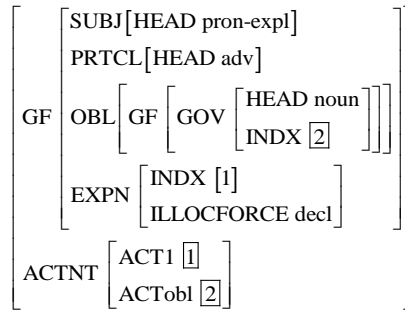 SUBJ[HEAD pron-expl]
PRTCL[HEAD adv]
GF OBL[GF [GOV [HEAD noun
INDX 2]]]
EXPN [INDX [1]
ILLOCFORCE decl]
ACTNT [ACT1 1
ACTobl 2]